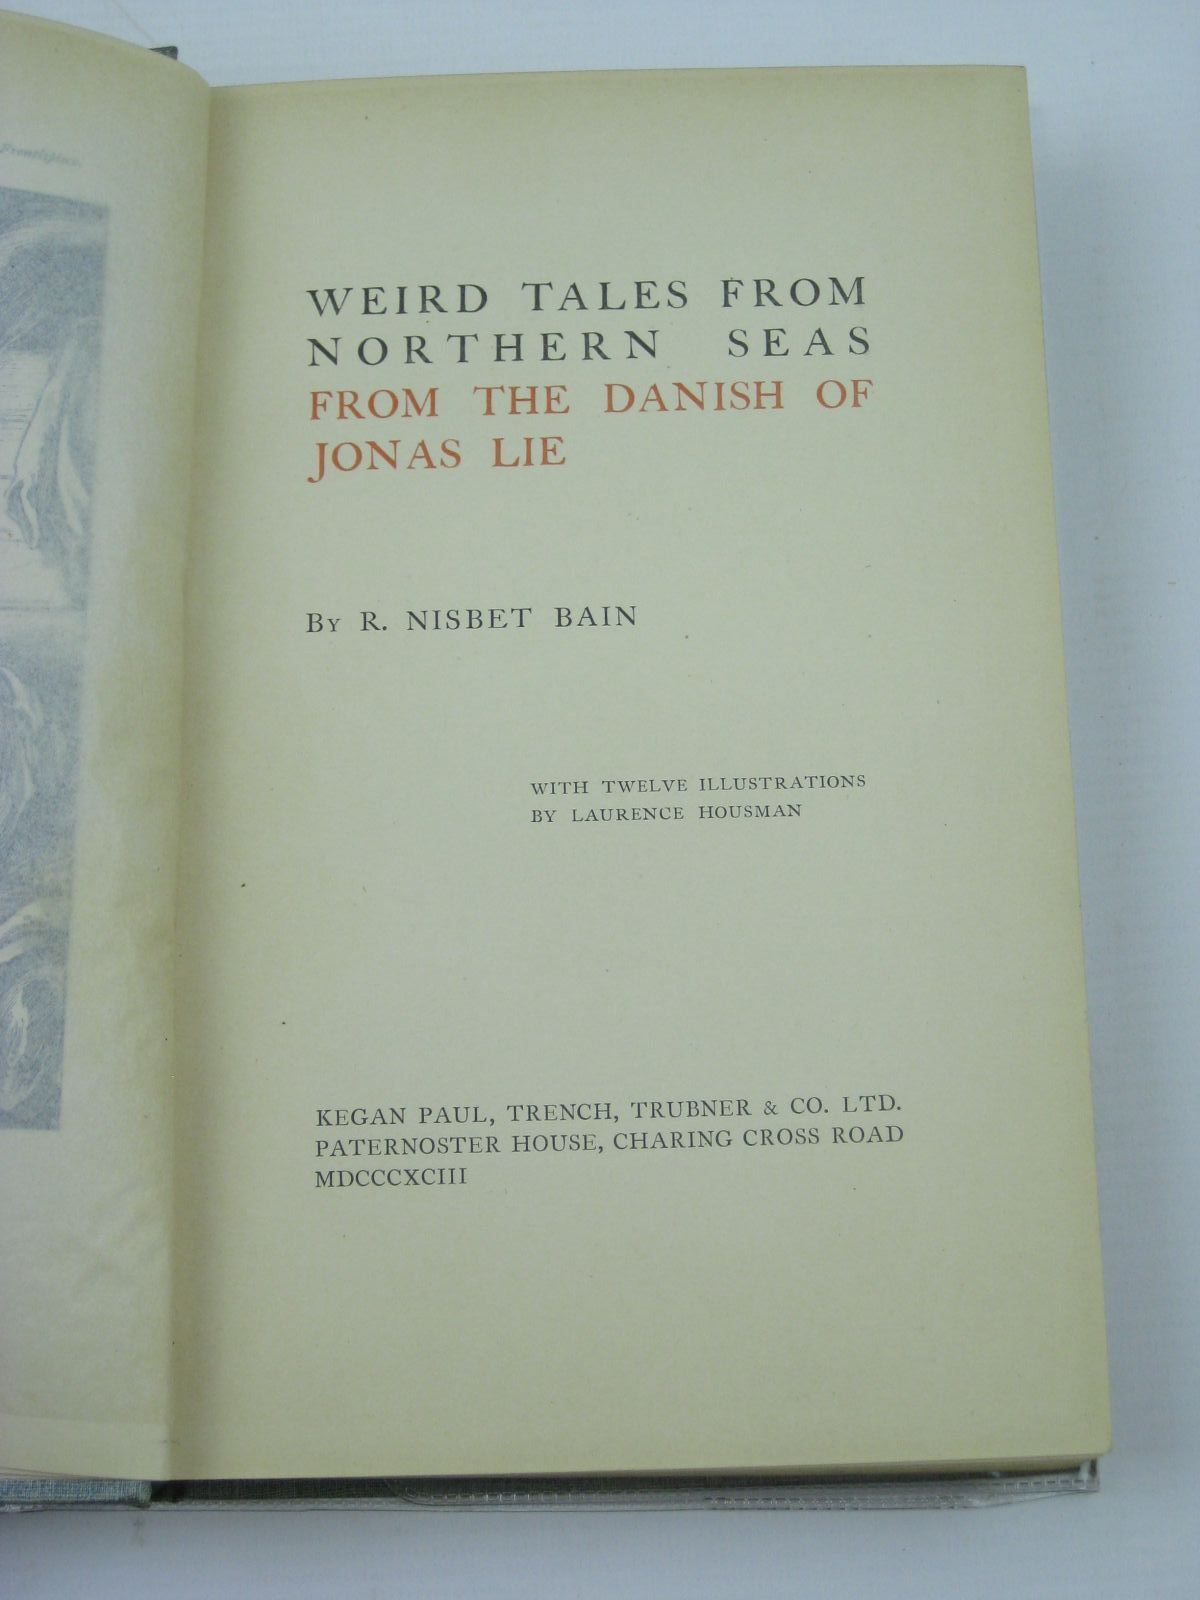 Frontispiece.
WEIRD TALES FROM
NORTHERN SEAS
FROM THE DANISH OF
JONAS LIE
BY R. NISBET BAIN
WITH TWELVE ILLUSTRATIONS
BY LAURENCE HOUSMAN
KEGAN PAUL, TRENCH, TRUBNER & CO. LTD.
PATERNOSTER HOUSE, CHARING CROSS ROAD
MDCCCXCIII